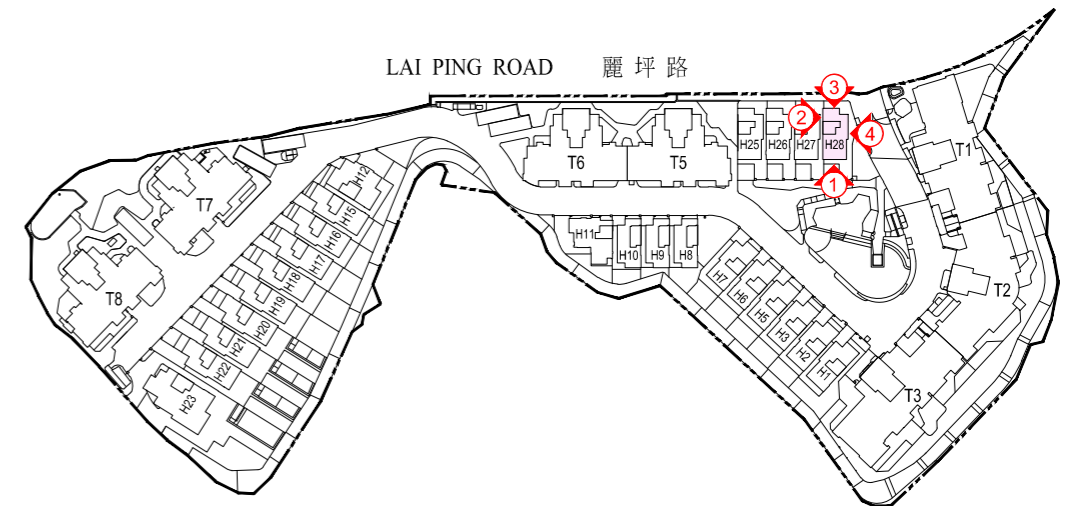 LAI PING ROAD 麗坪路
3
2
4
1
H25
H26
H27
H28
T1
T6
T5
H12
H15
H16
H17
H18
H19
H20
H21
H22
H23
T7
T8
H11
H10
H9
H8
H7
H6
H5
H3
H2
H1
T2
T3